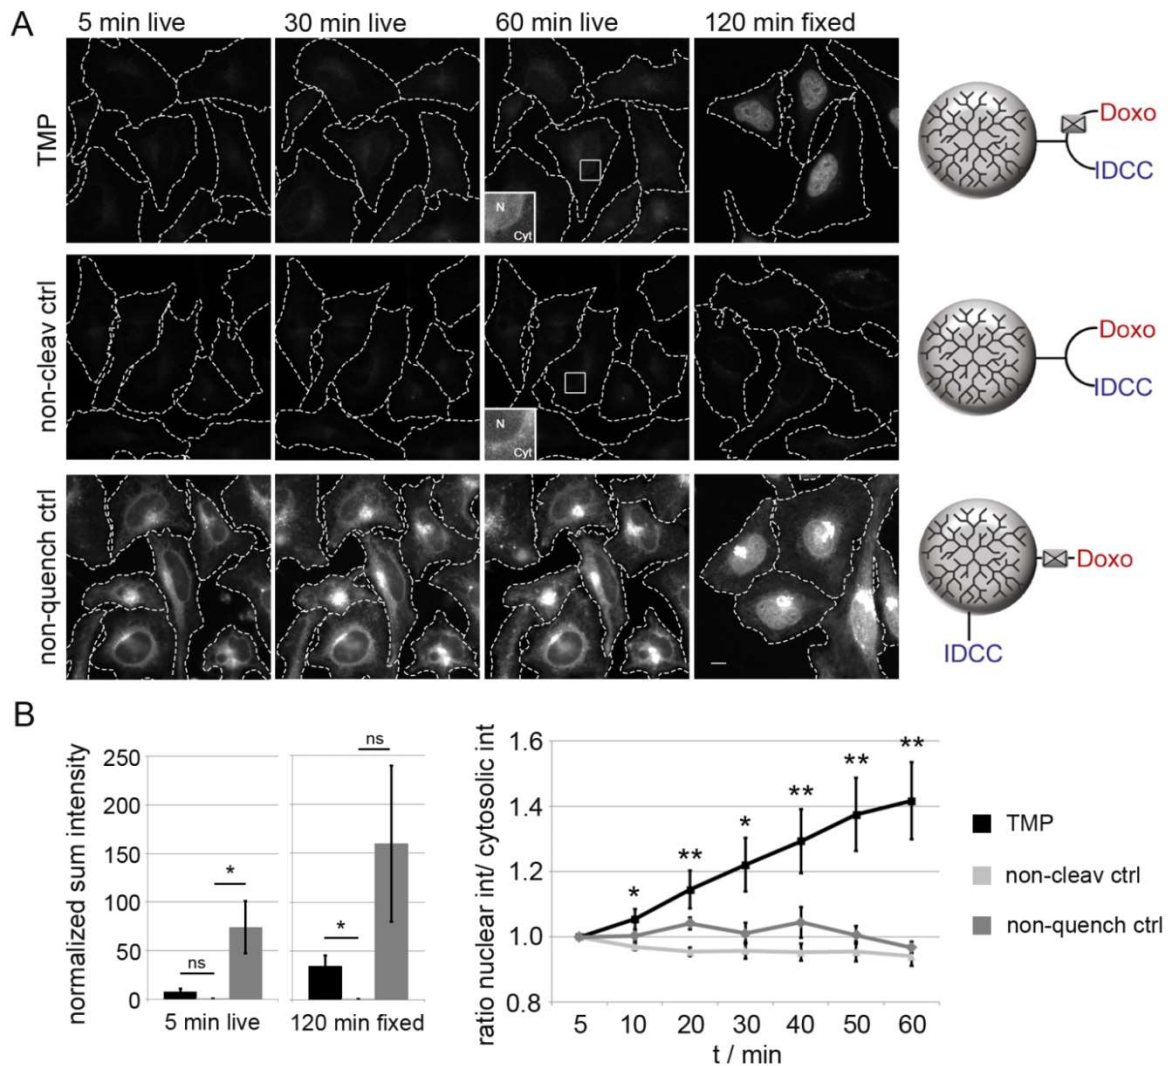 A
5 min live 30 min live 60 min live 120 min fixed
TMP
N
Cyt
Doxo
IDCC
non-cleav ctrl
N
Cyt
Doxo
IDCC
non-quench ctrl
Doxo
IDCC
B
normalized sum intensity
250
200
150
100
50
0
ns
*
*
ns
5 min live 120 min fixed
ratio nuclear int/ cytosolic int
1.6
1.4
1.2
1.0
0.8
* ** * ** ** **
5 10 20 30 40 50 60
t / min
TMP
non-cleav ctrl
non-quench ctrl